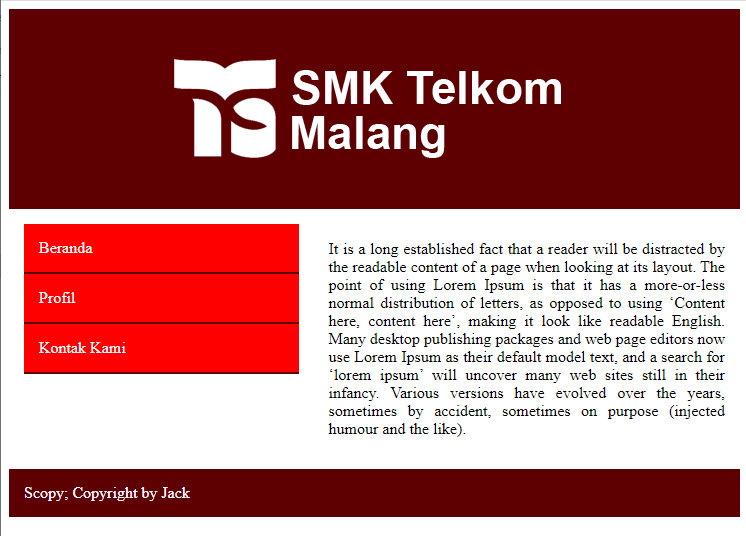 SMK Telkom
Malang
Beranda
Profil
Kontak Kami
It is a long established fact that a reader will be distracted by
the readable content of a page when looking at its layout. The
point of using Lorem Ipsum is that it has a more-or-less
normal distribution of letters, as opposed to using ‘Content
here, content here’, making it look like readable English.
Many desktop publishing packages and web page editors now
use Lorem Ipsum as their default model text, and a search for
‘lorem ipsum’ will uncover many web sites still in their
infancy. Various versions have evolved over the years,
sometimes by accident, sometimes on purpose (injected
humour and the like).
Scopy; Copyright by Jack